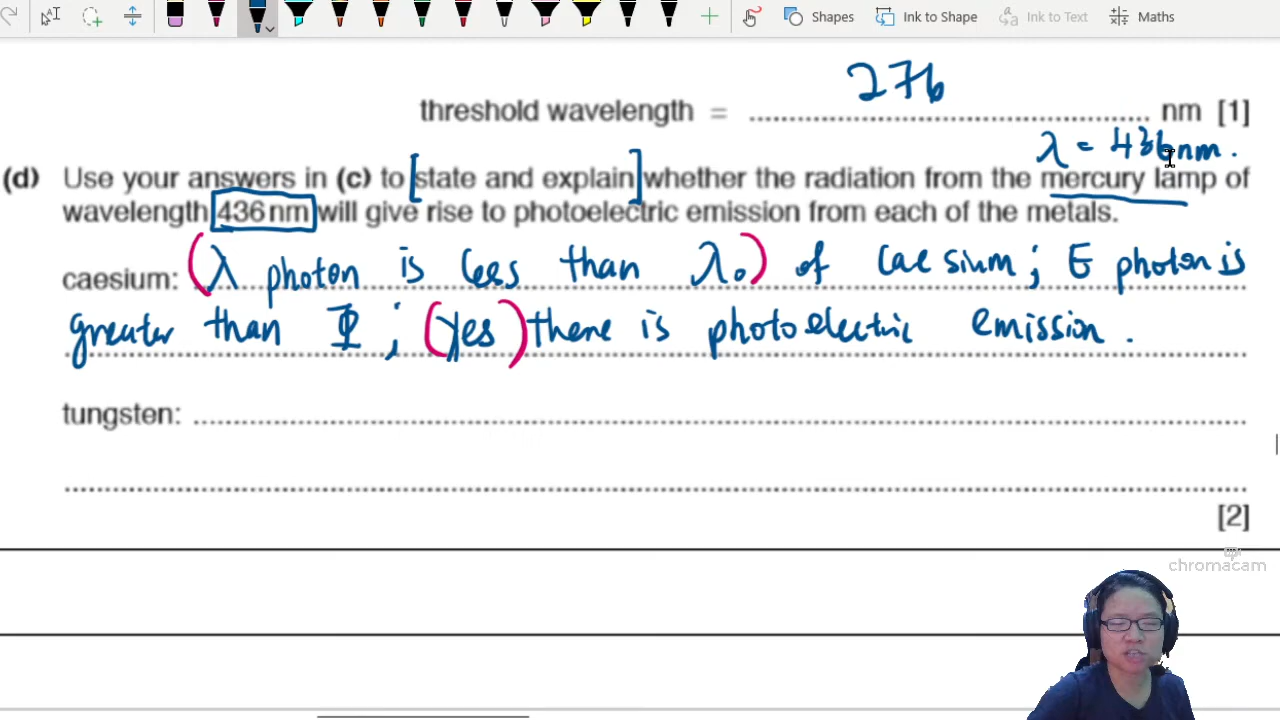 Shapes Ink to Shape Ink to Text Maths
276
threshold wavelength = ........................ nm [1]
λ = 436nm.
(d) Use your answers in (c) to [state and explain] whether the radiation from the mercury lamp of
wavelength 436 nm will give rise to photoelectric emission from each of the metals.
caesium: (λ photon is less than λ₀) of Caesium; E photon is
greater than Φ; (yes) there is photoelectric emission.
tungsten: ........................
........................
[2]
chromacam